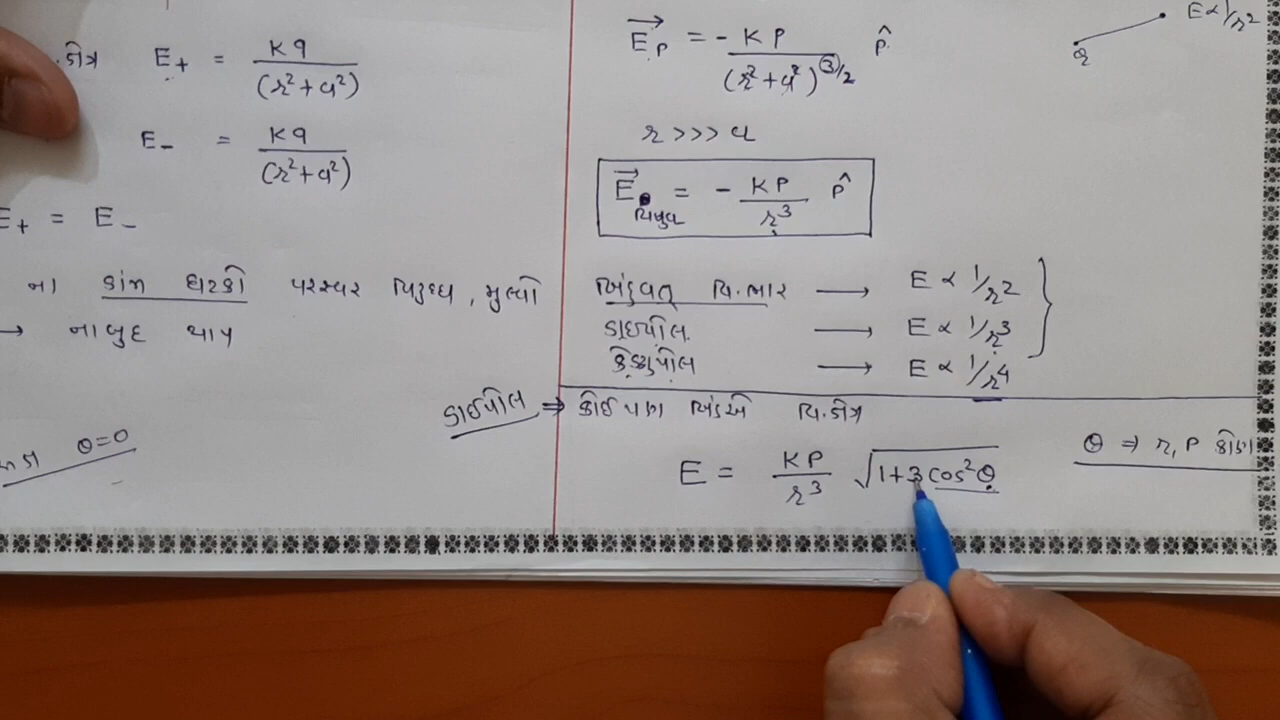 ક્ષેત્ર E₊ = Kq / (r² + a²)
E₋ = Kq / (r² + a²)
E₊ = E₋
ના કાંજ ઘટકો પરસ્પર વિરુધ્ધ , મુલ્યો
→ નાબુદ થાય
θ=0
E⃗p = - KP / (r² + a²)^3/2 p̂
r >>> a
E⃗ વિષુવ = - KP / r³ p̂
બિંદુવત્ વિ.ભાર → E ∝ 1/r²
ડાઇપોલ → E ∝ 1/r³
→ E ∝ 1/r⁴
E ∝ 1/r²
ડાઇપોલ ⇒ કોઈ પણ બિંદુએ વિ.ક્ષેત્ર
E = KP / r³ √1+3cos²θ
θ ⇒ r, P કોણ